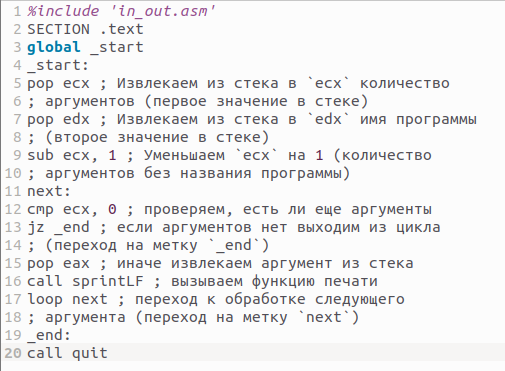 1 %include 'in_out.asm'
2 SECTION .text
3 global _start
4 _start:
5 pop ecx ; Извлекаем из стека в `ecx` количество
6 ; аргументов (первое значение в стеке)
7 pop edx ; Извлекаем из стека в `edx` имя программы
8 ; (второе значение в стеке)
9 sub ecx, 1 ; Уменьшаем `ecx` на 1 (количество
10 ; аргументов без названия программы)
11 next:
12 cmp ecx, 0 ; проверяем, есть ли еще аргументы
13 jz _end ; если аргументов нет выходим из цикла
14 ; (переход на метку `_end`)
15 pop eax ; иначе извлекаем аргумент из стека
16 call sprintLF ; вызываем функцию печати
17 loop next ; переход к обработке следующего
18 ; аргумента (переход на метку `next`)
19 _end:
20 call quit